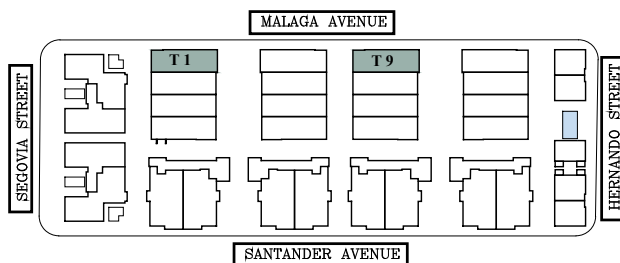 MALAGA AVENUE
T 1
T 9
SEGOVIA STREET
HERNANDO STREET
SANTANDER AVENUE